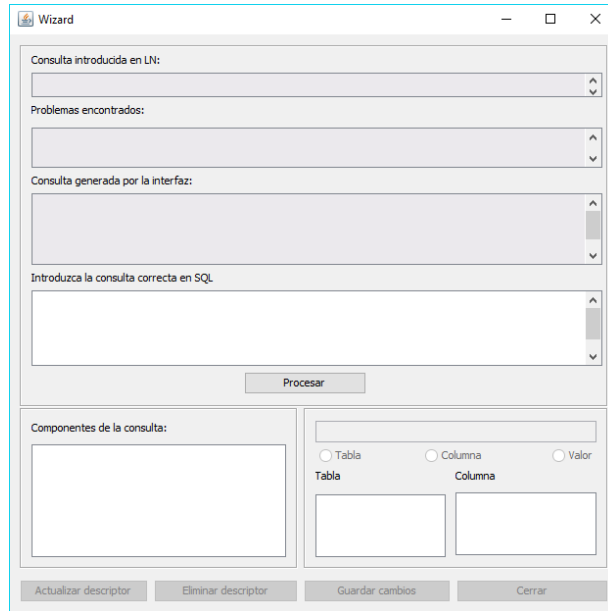 Wizard
Consulta introducida en LN:
Problemas encontrados:
Consulta generada por la interfaz:
Introduzca la consulta correcta en SQL
Procesar
Componentes de la consulta:
Tabla Columna Valor
Tabla Columna
Actualizar descriptor Eliminar descriptor Guardar cambios Cerrar